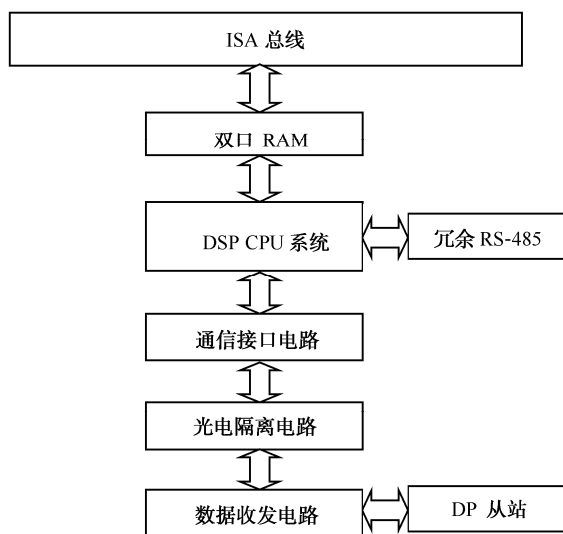 ISA 总线
双口 RAM
DSP CPU 系统
冗余 RS-485
通信接口电路
光电隔离电路
数据收发电路
DP 从站